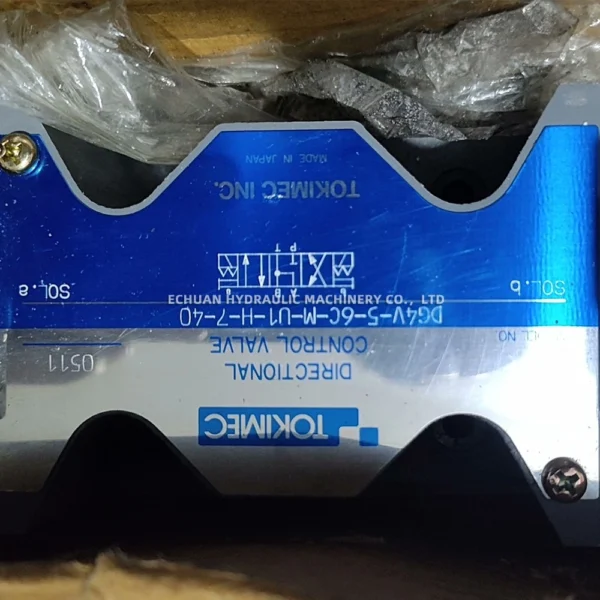 TOKIMEC
DIRECTIONAL
CONTROL VALVE
0511
DG4V-5-6C-M-U1-H-7-40
ECHUAN HYDRAULIC MACHINERY CO., LTD
SOL.b
SOL.a
b
A B
a
P T
TOKIMEC INC.
MADE IN JAPAN